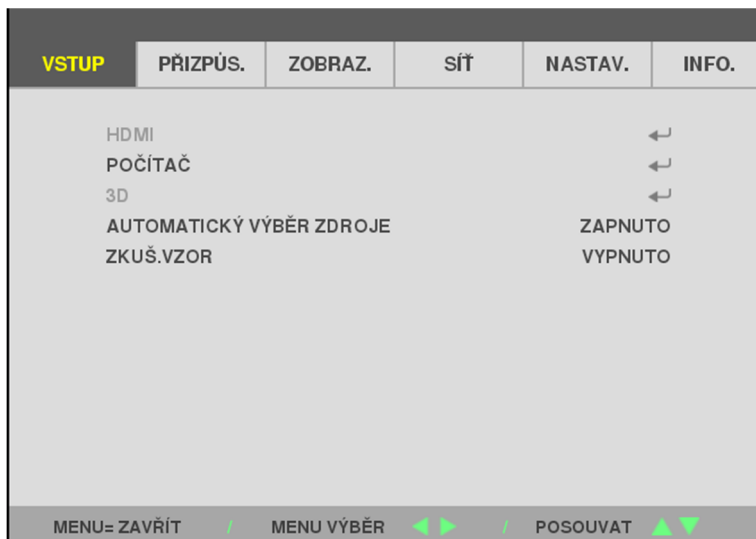 VSTUP PŘIZPŮS. ZOBRAZ. SÍŤ NASTAV. INFO.
HDMI
POČÍTAČ
3D
AUTOMATICKÝ VÝBĚR ZDROJE ZAPNUTO
ZKUŠ.VZOR VYPNUTO
MENU= ZAVŘÍT / MENU VÝBĚR / POSOUVAT